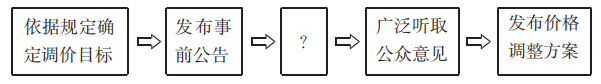 依据规定确
定调价目标
发布事
前公告
?
广泛听取
公众意见
发布价格
调整方案